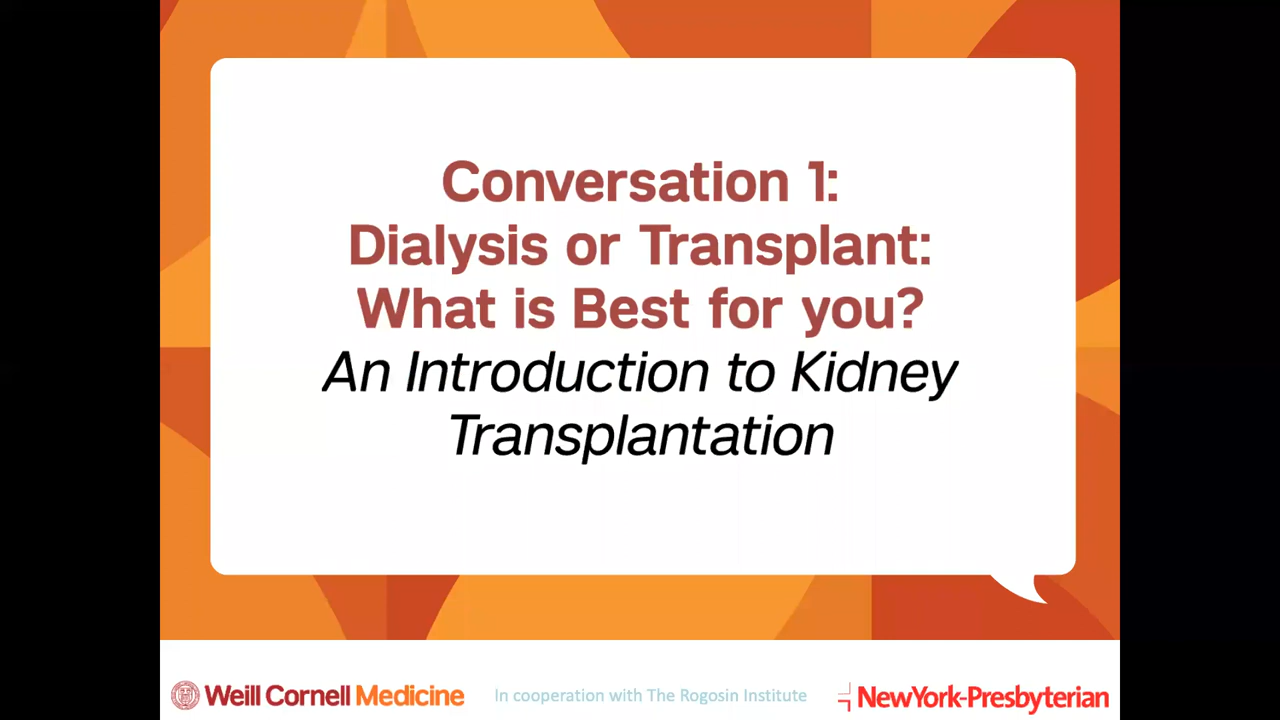 Conversation 1:
Dialysis or Transplant:
What is Best for you?
An Introduction to Kidney
Transplantation
Weill Cornell Medicine
In cooperation with The Rogosin Institute
NewYork-Presbyterian